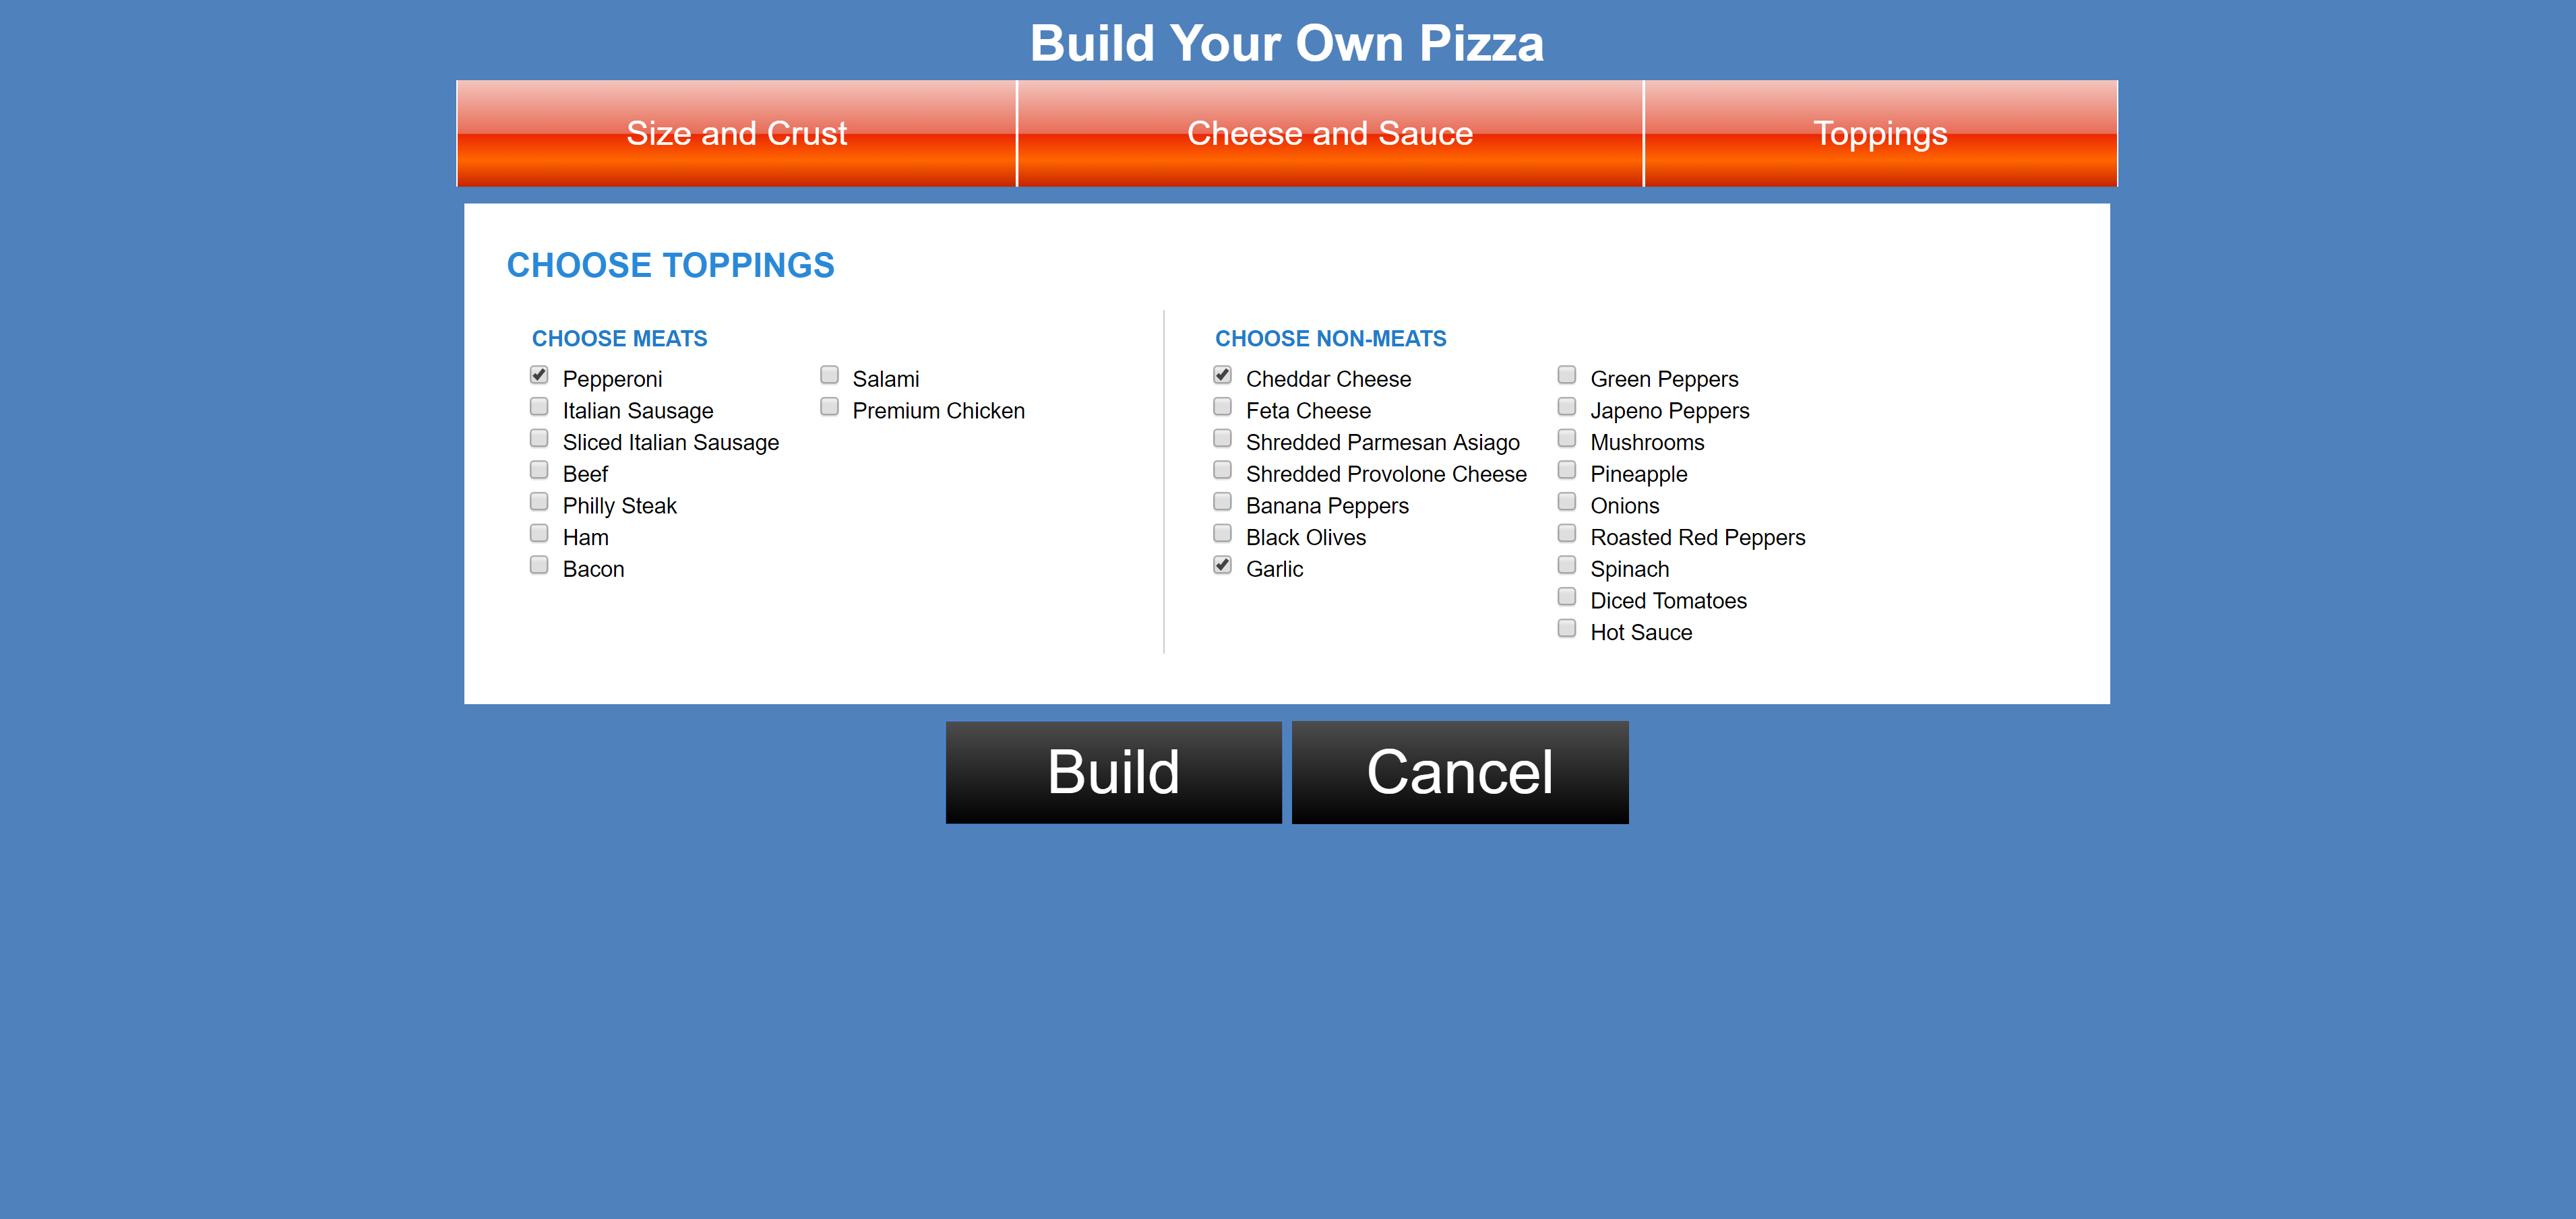 Build Your Own Pizza
Size and Crust
Cheese and Sauce
Toppings
CHOOSE TOPPINGS
CHOOSE MEATS
Pepperoni
Italian Sausage
Sliced Italian Sausage
Beef
Philly Steak
Ham
Bacon
Salami
Premium Chicken
CHOOSE NON-MEATS
Cheddar Cheese
Feta Cheese
Shredded Parmesan Asiago
Shredded Provolone Cheese
Banana Peppers
Black Olives
Garlic
Green Peppers
Japeno Peppers
Mushrooms
Pineapple
Onions
Roasted Red Peppers
Spinach
Diced Tomatoes
Hot Sauce
Build
Cancel